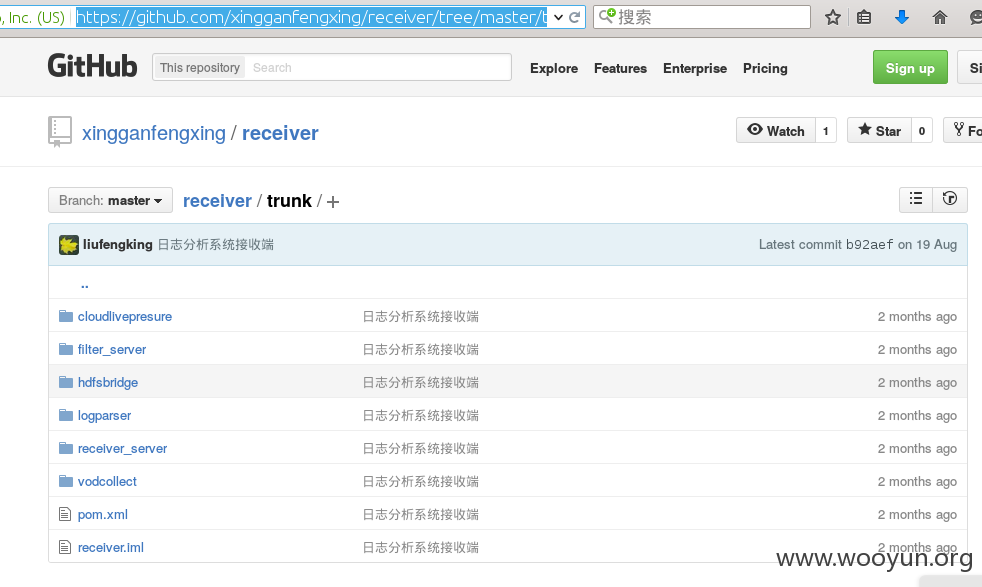 , Inc. (US) https://github.com/xingganfengxing/receiver/tree/master/t 搜索
GitHub This repository Search Explore Features Enterprise Pricing Sign up Si
xingganfengxing / receiver Watch 1 Star 0 Fo
Branch: master receiver / trunk / +
liufengking 日志分析系统接收端 Latest commit b92aef on 19 Aug
..
cloudlivepresure 日志分析系统接收端 2 months ago
filter_server 日志分析系统接收端 2 months ago
hdfsbridge 日志分析系统接收端 2 months ago
logparser 日志分析系统接收端 2 months ago
receiver_server 日志分析系统接收端 2 months ago
vodcollect 日志分析系统接收端 2 months ago
pom.xml 日志分析系统接收端 2 months ago
receiver.iml 日志分析系统接收端 2 months ago
www.wooyun.org